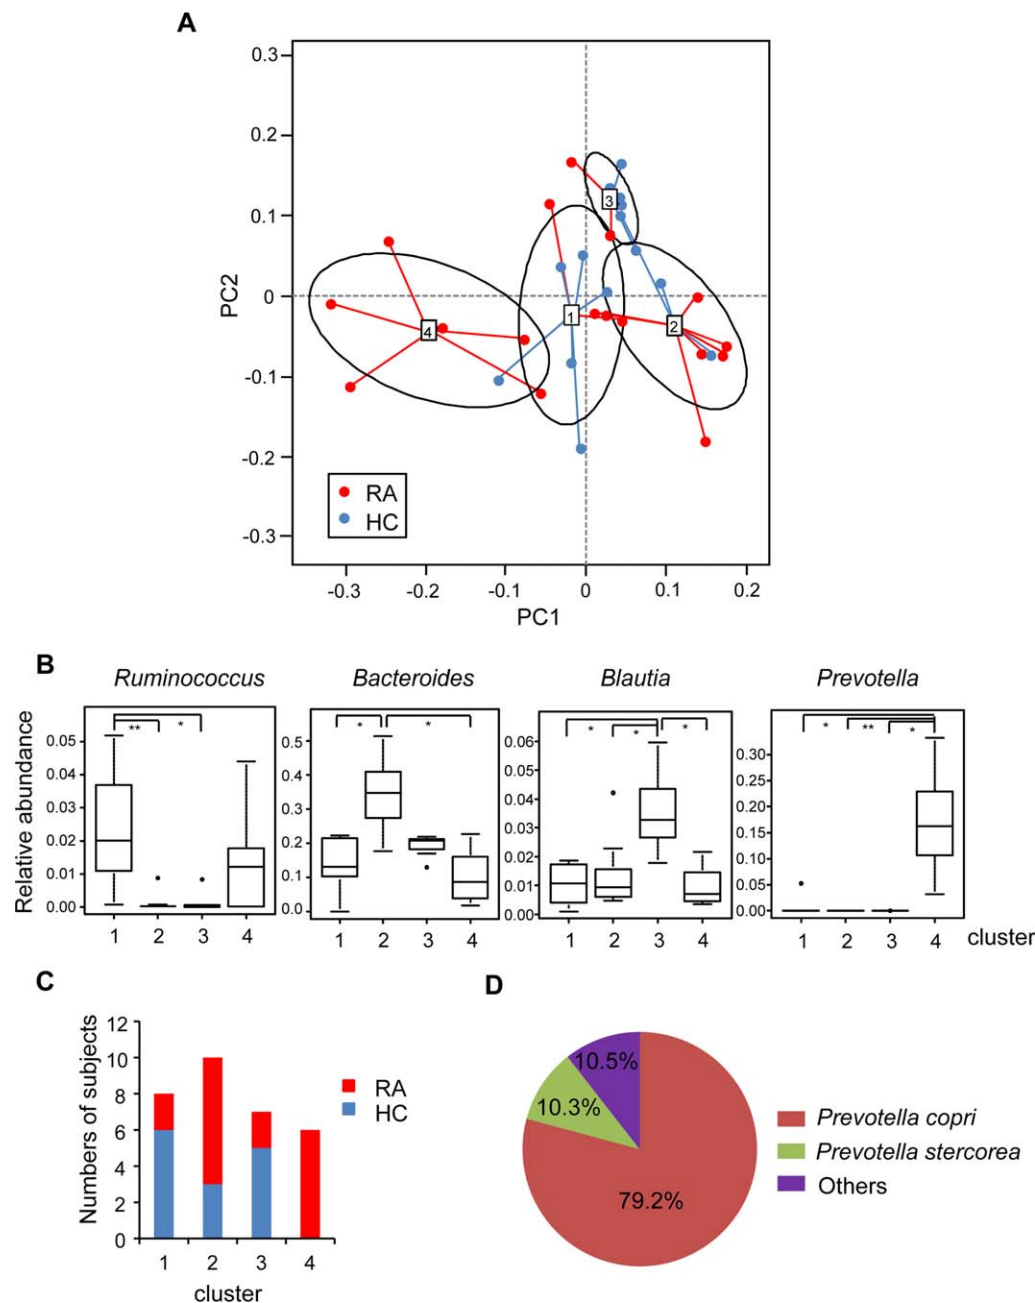 A
0.3
0.2
0.1
0
-0.1
-0.2
-0.3
PC2
3
1
2
4
RA
HC
-0.3 -0.2 -0.1 0 0.1 0.2
PC1
B
Ruminococcus Bacteroides Blautia Prevotella
Relative abundance
** *
0.05
0.04
0.03
0.02
0.01
0.00
1 2 3 4
* *
0.5
0.4
0.3
0.2
0.1
0.0
1 2 3 4
* * *
0.06
0.05
0.04
0.03
0.02
0.01
0.00
1 2 3 4
* ** *
0.30
0.25
0.20
0.15
0.10
0.05
0.00
1 2 3 4 cluster
C
Numbers of subjects
12
10
8
6
4
2
0
1 2 3 4
cluster
RA
HC
D
10.5%
10.3%
79.2%
Prevotella copri
Prevotella stercorea
Others